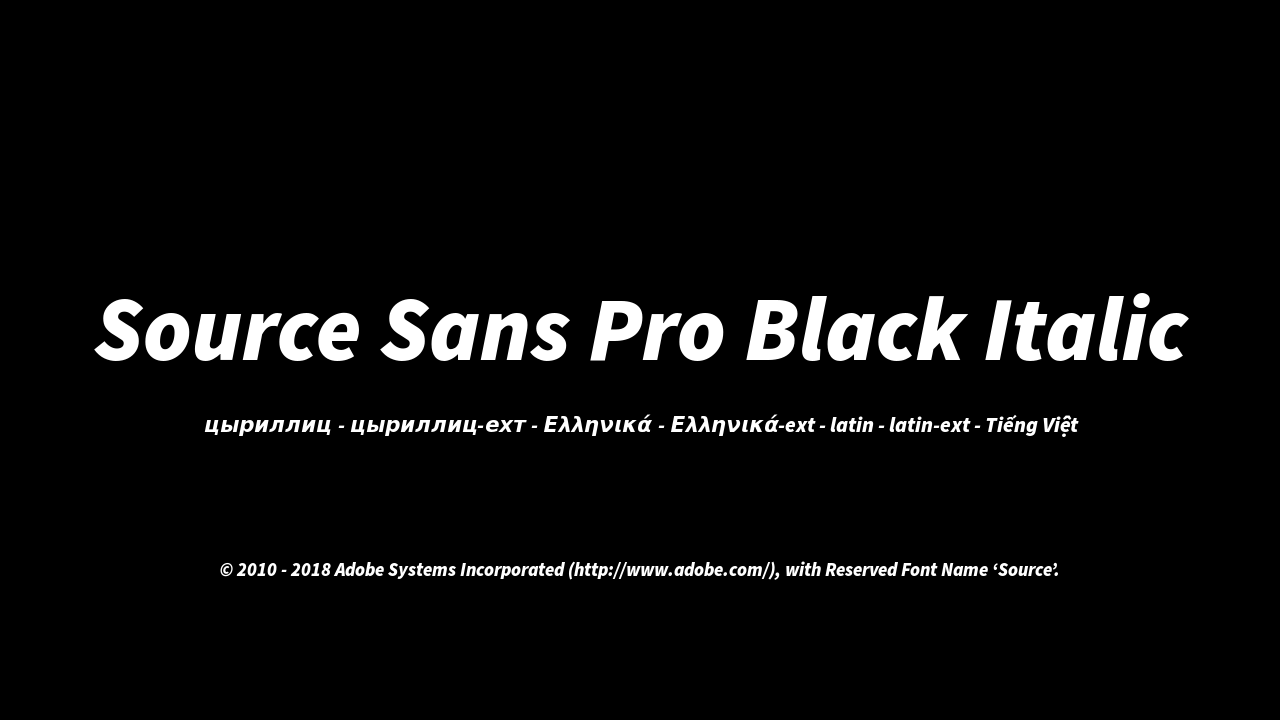 Source Sans Pro Black Italic
цыриллиц - цыриллиц-ехт - Ελληνικά - Ελληνικά-ext - latin - latin-ext - Tiếng Việt
© 2010 - 2018 Adobe Systems Incorporated (http://www.adobe.com/), with Reserved Font Name ‘Source’.